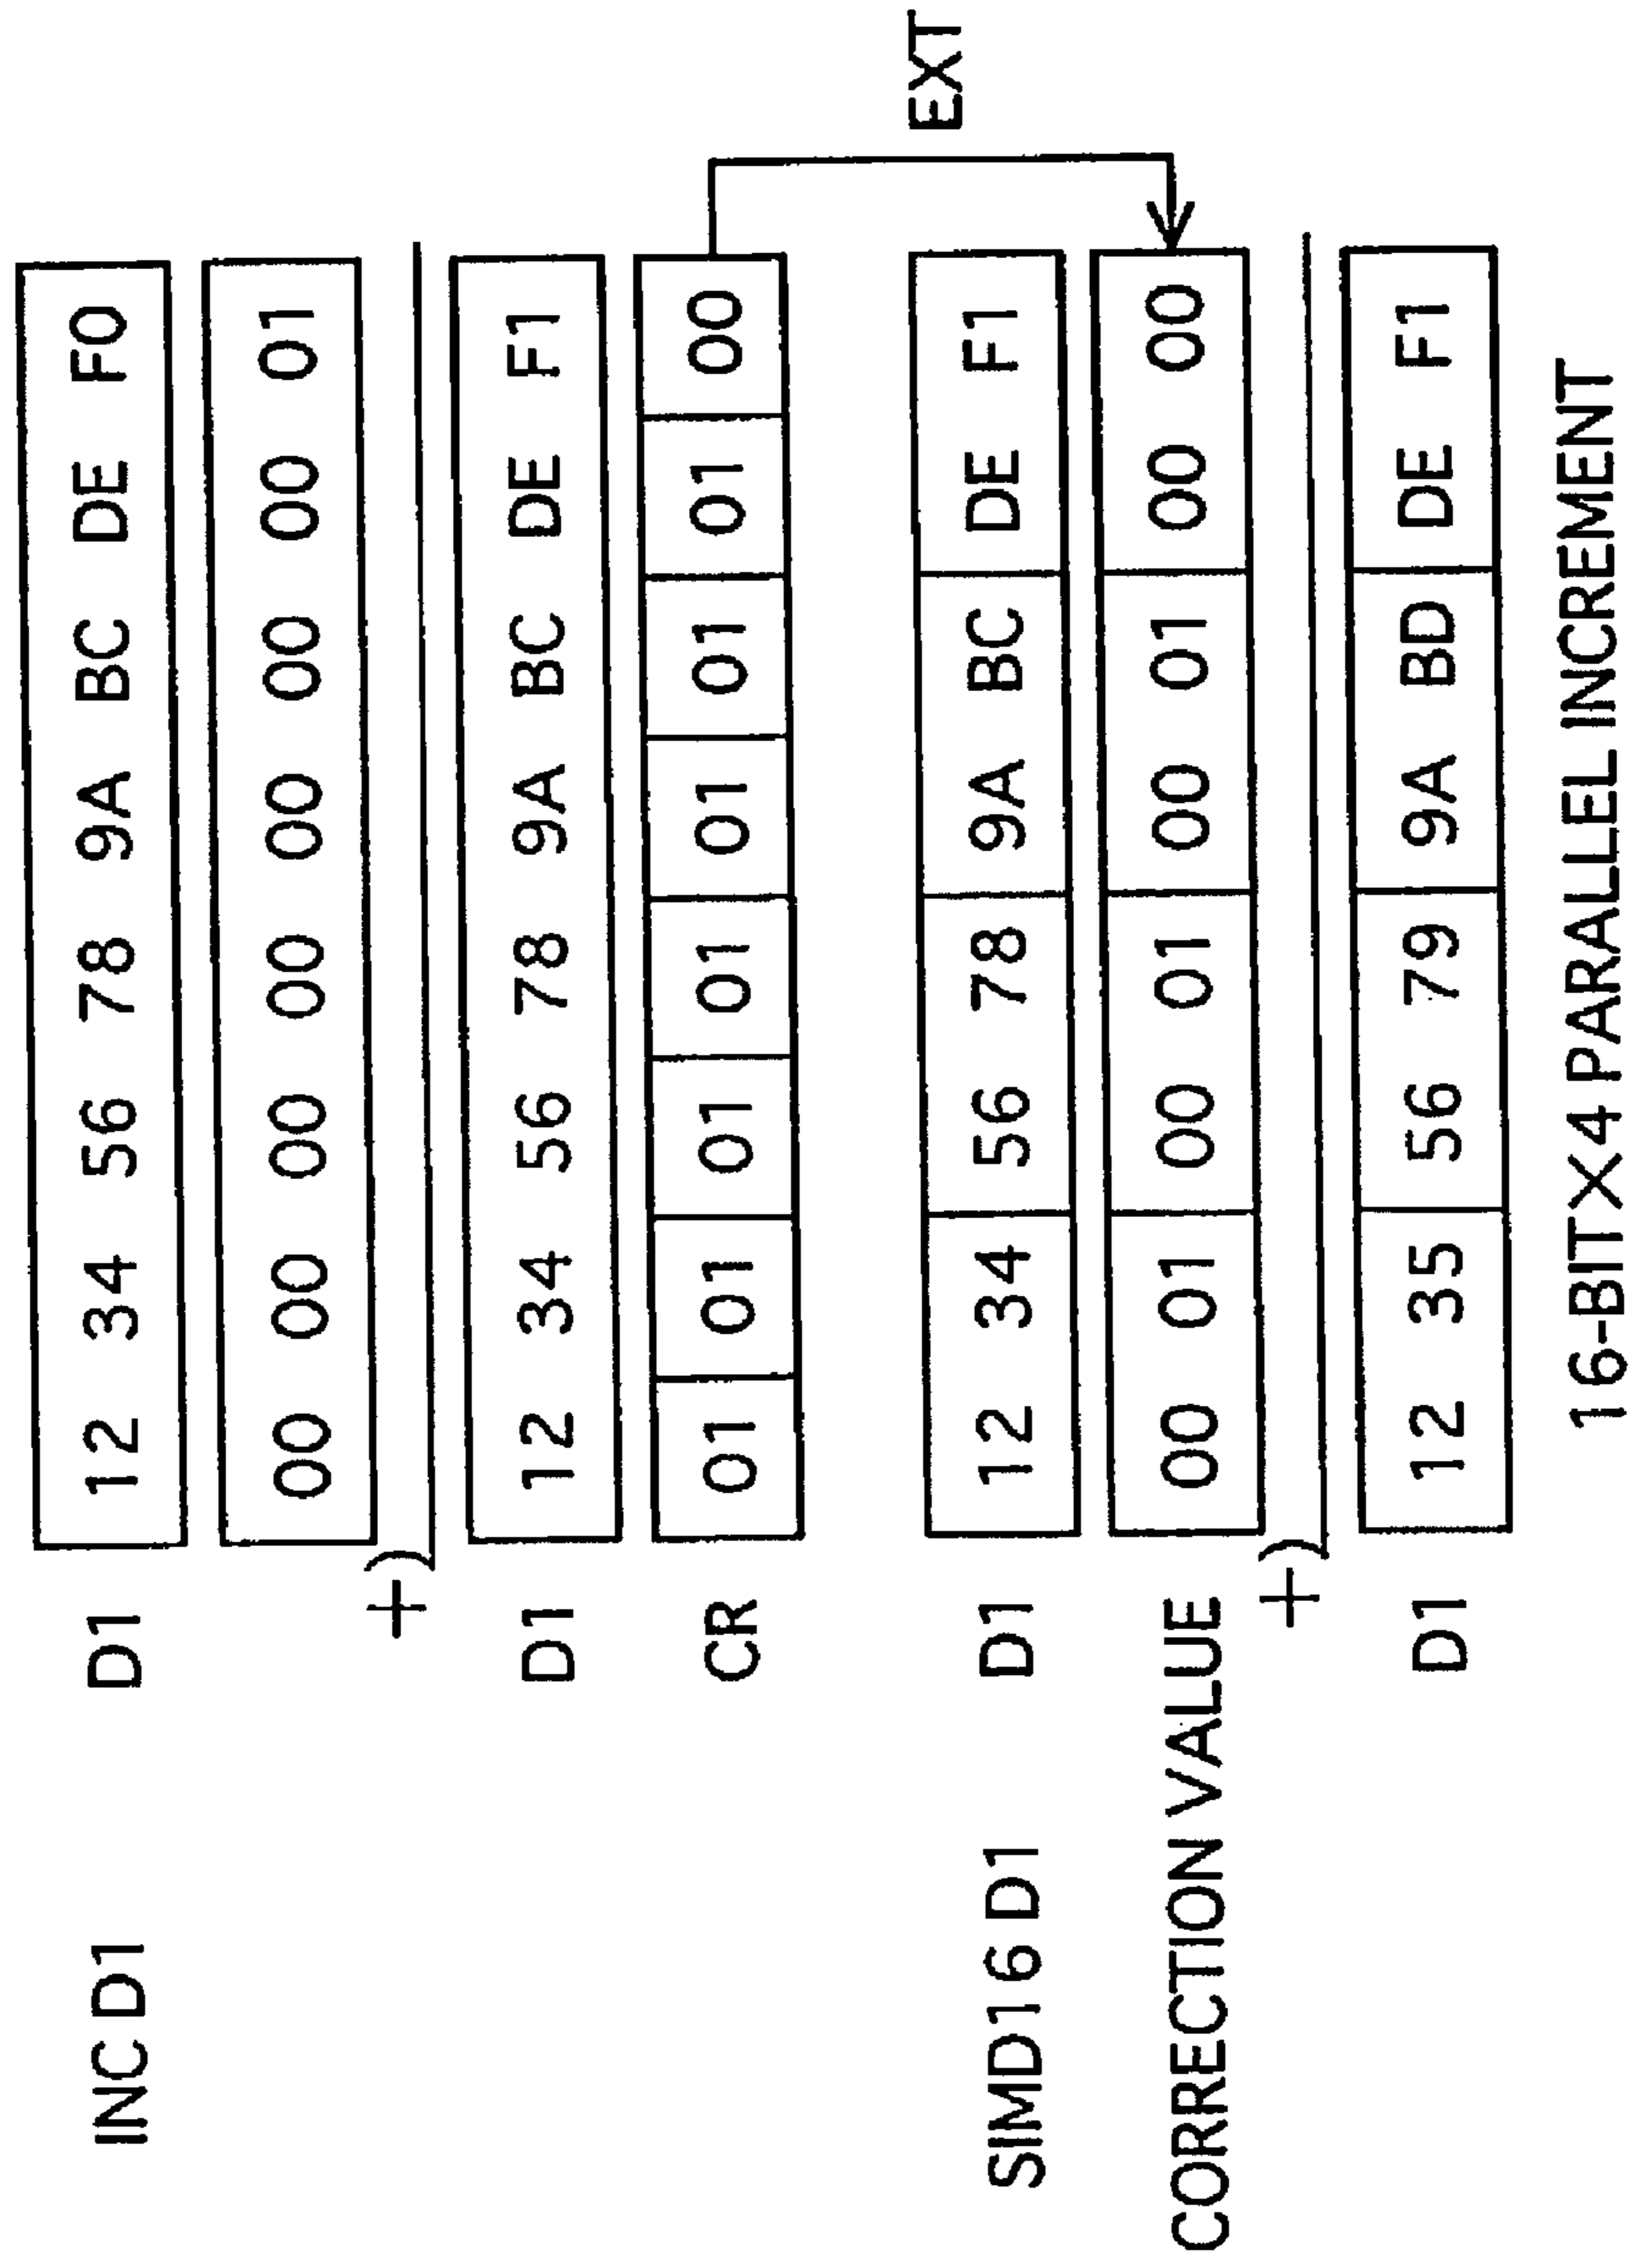 INC D1 D1 12 34 56 78 9A BC DE F0
00 00 00 00 00 00 00 01
+)
D1 12 34 56 78 9A BC DE F1
CR 01 01 01 01 01 01 01 00
EXT
SIMD16 D1 D1 12 34 56 78 9A BC DE F1
CORRECTION VALUE 00 01 00 01 00 01 00 00
+)
D1 12 35 56 79 9A BD DE F1
16-BIT×4 PARALLEL INCREMENT